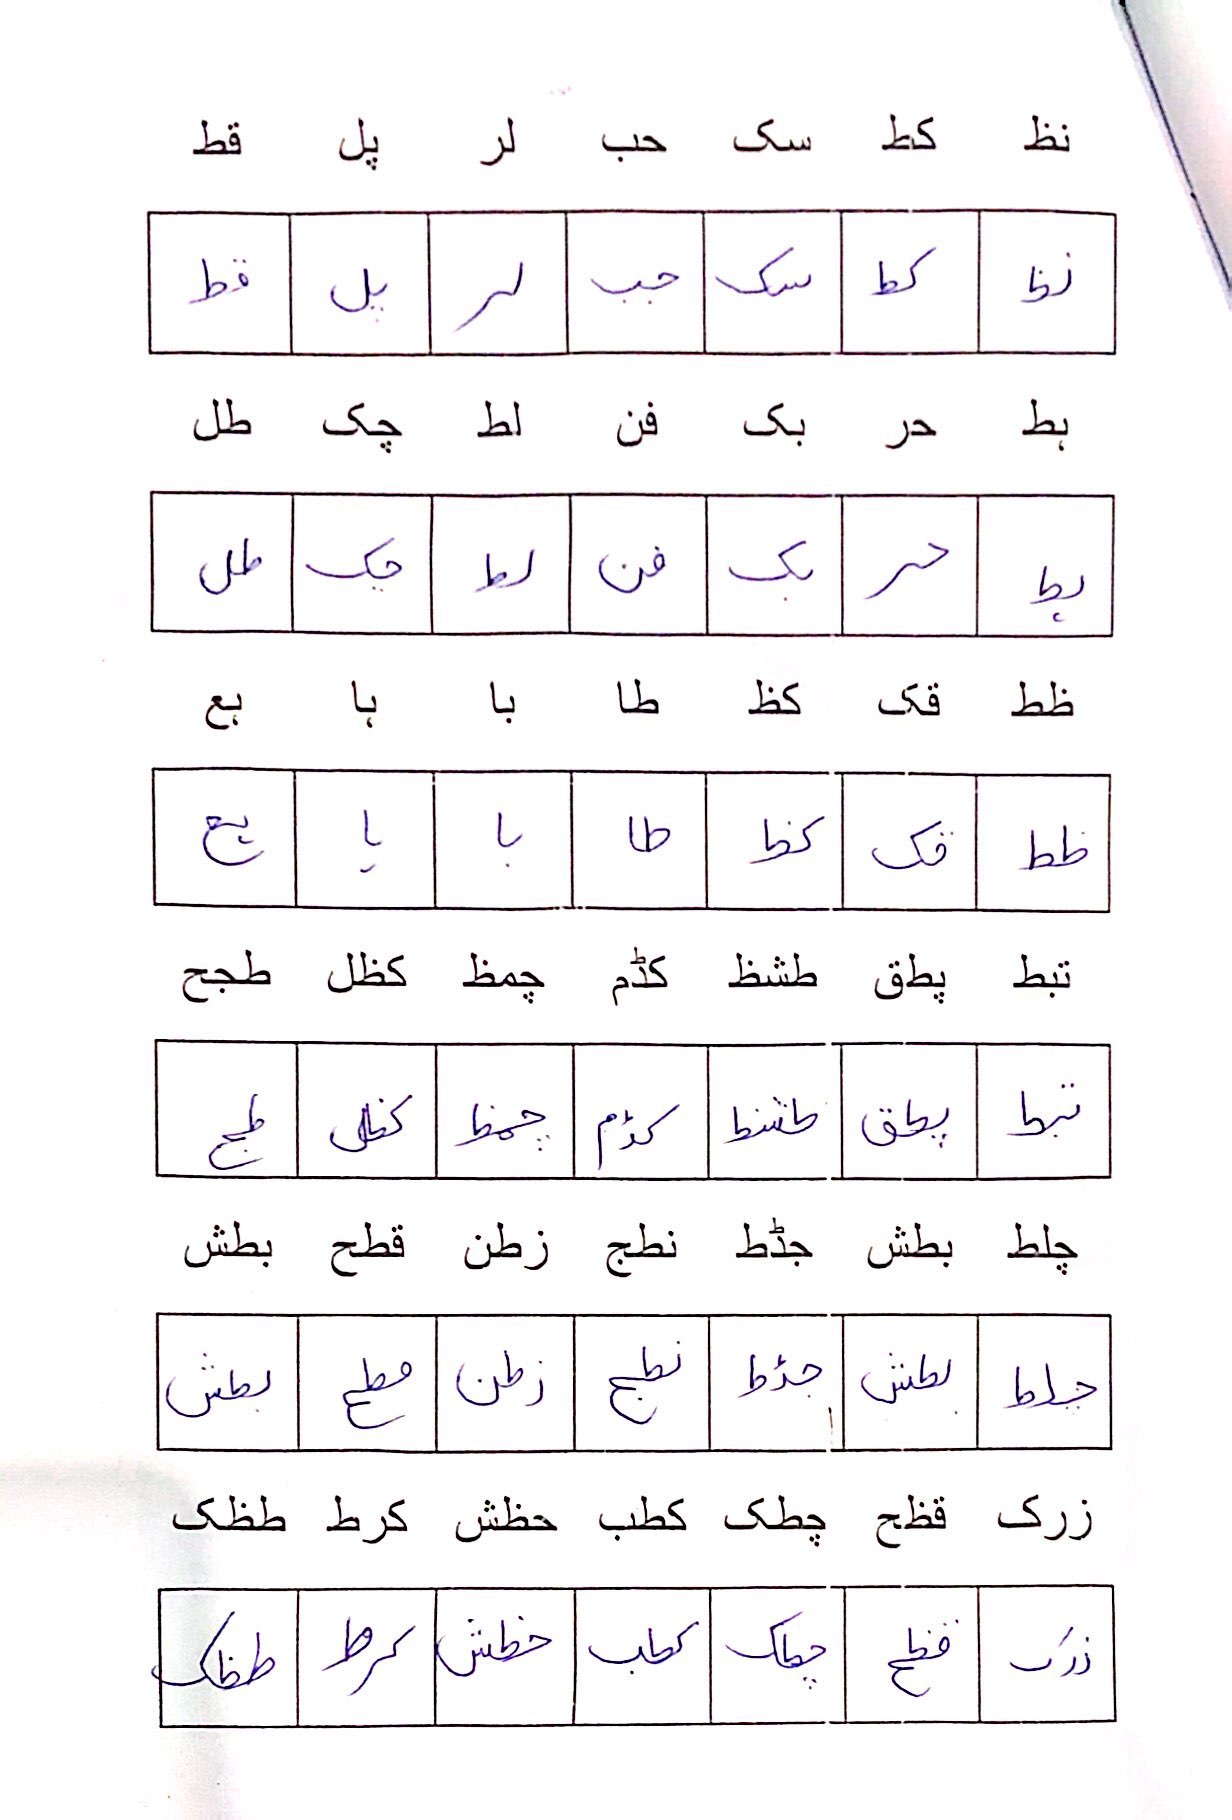 نظ کط سک حب لر پل قط
نظ کط سک حب لر پل قط
ہط حر بک فن لط چک طل
ہط حر بک فن لط چک طل
ظط قک کظ طا با ہا ہع
ظط قک کظ طا با ہا ہع
تبط پطق طشظ کڈم چمظ کظل طجح
تبط پطق طشظ کڈم چمظ کظل طجح
چلط بطش جڈط نطج زطن قطح بطش
چلط بطش جڈط نطج زطن قطح بطش
زرک قظح چطک کطب حظش کرط طظک
زرک قظح چطک کطب حظش کرط طظک